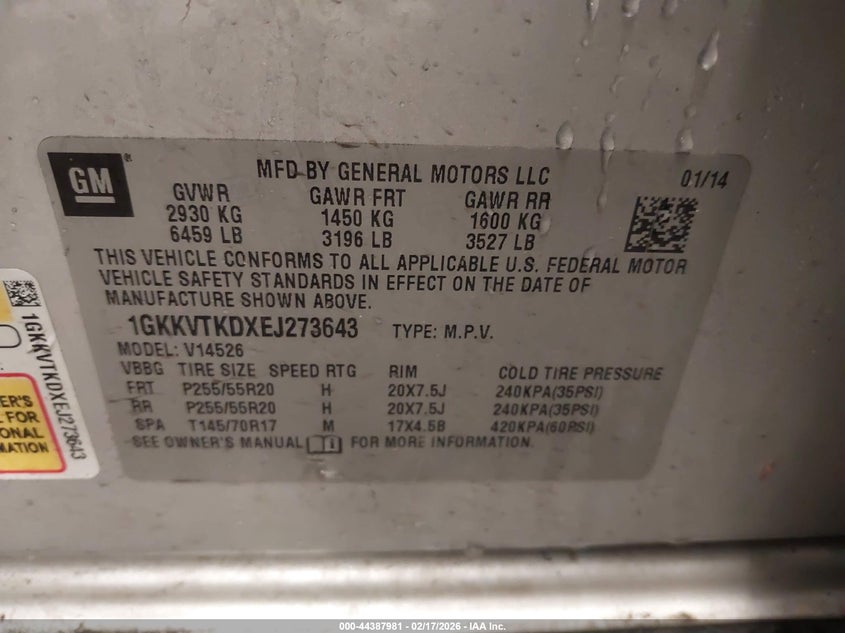 GM
®
MFD BY GENERAL MOTORS LLC
01/14
GVWR GAWR FRT GAWR RR
2930 KG 1450 KG 1600 KG
6459 LB 3196 LB 3527 LB
THIS VEHICLE CONFORMS TO ALL APPLICABLE U.S. FEDERAL MOTOR
VEHICLE SAFETY STANDARDS IN EFFECT ON THE DATE OF
MANUFACTURE SHOWN ABOVE.
1GKKVTKDXEJ273643 TYPE: M.P.V.
MODEL: V14526
VBBG TIRE SIZE SPEED RTG RIM COLD TIRE PRESSURE
FRT P255/55R20 H 20X7.5J 240KPA(35PSI)
RR P255/55R20 H 20X7.5J 240KPA(35PSI)
SPA T145/70R17 M 17X4.5B 420KPA(60PSI)
SEE OWNER'S MANUAL FOR MORE INFORMATION.
1GKKVTKDXEJ273643
ER'S
L FOR
ONAL
MATION
000-44387981 - 02/17/2026 - IAA Inc.